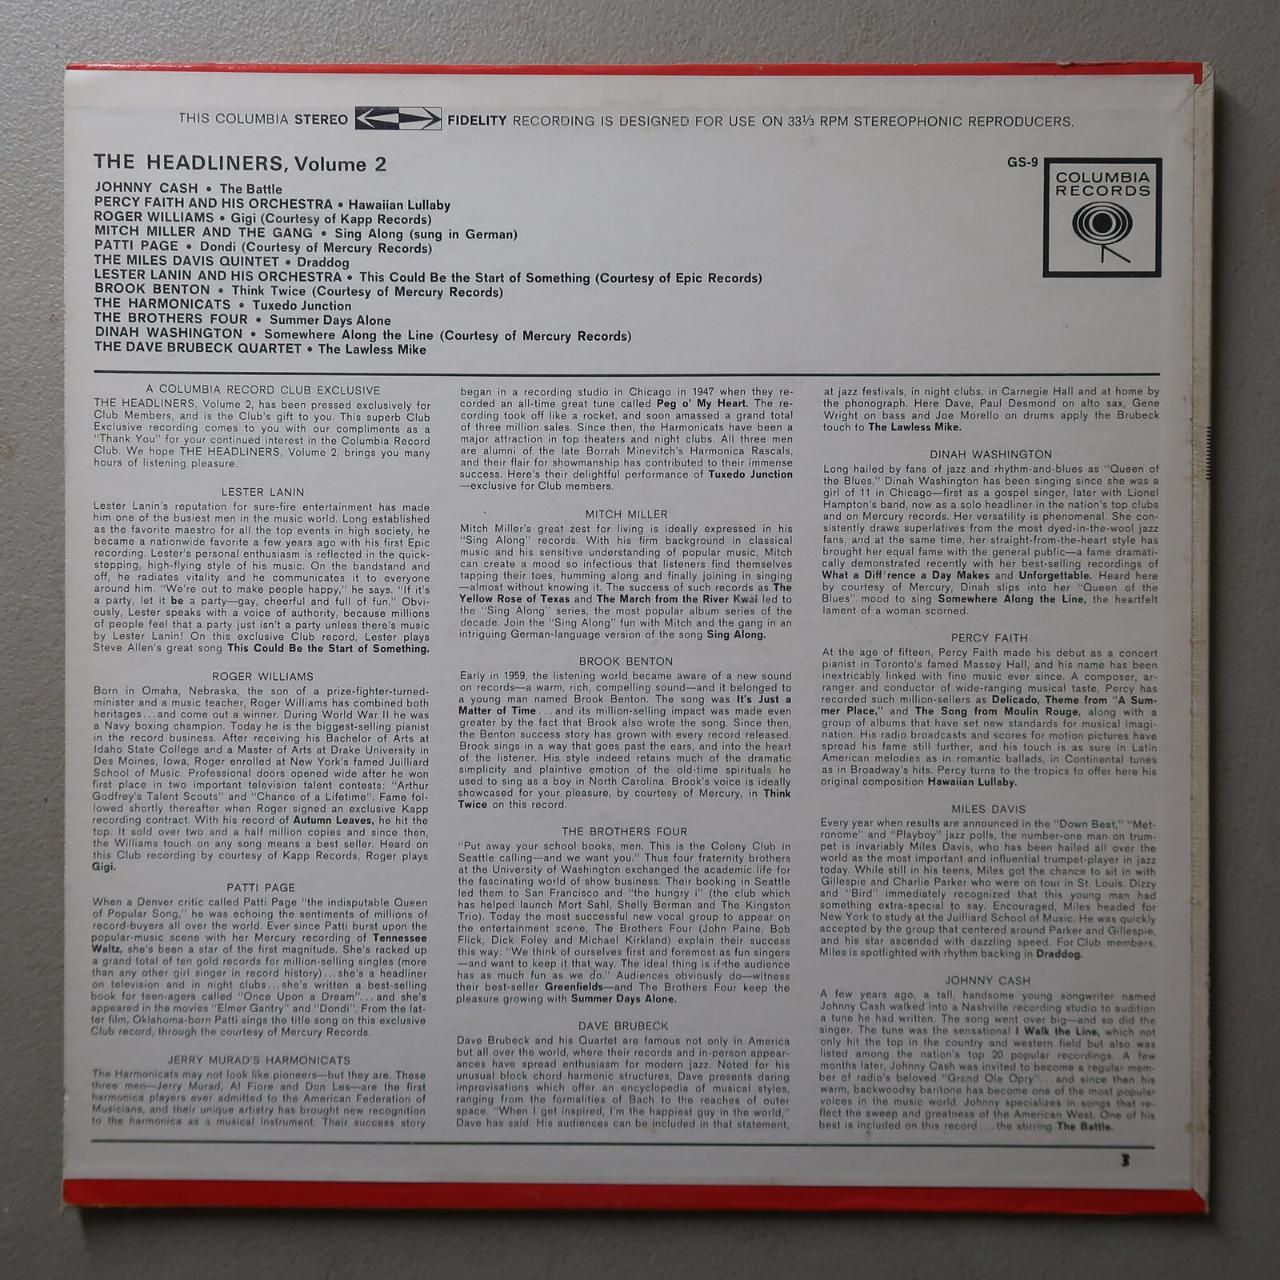 THIS COLUMBIA STEREO FIDELITY RECORDING IS DESIGNED FOR USE ON 33⅓ RPM STEREOPHONIC REPRODUCERS.
THE HEADLINERS, Volume 2
GS-9
COLUMBIA
RECORDS
JOHNNY CASH • The Battle
PERCY FAITH AND HIS ORCHESTRA • Hawaiian Lullaby
ROGER WILLIAMS • Gigi (Courtesy of Kapp Records)
MITCH MILLER AND THE GANG • Sing Along (sung in German)
PATTI PAGE • Dondi (Courtesy of Mercury Records)
THE MILES DAVIS QUINTET • Draddog
LESTER LANIN AND HIS ORCHESTRA • This Could Be the Start of Something (Courtesy of Epic Records)
BROOK BENTON • Think Twice (Courtesy of Mercury Records)
THE HARMONICATS • Tuxedo Junction
THE BROTHERS FOUR • Summer Days Alone
DINAH WASHINGTON • Somewhere Along the Line (Courtesy of Mercury Records)
THE DAVE BRUBECK QUARTET • The Lawless Mike
A COLUMBIA RECORD CLUB EXCLUSIVE
THE HEADLINERS, Volume 2, has been pressed exclusively for
Club Members, and is the Club's gift to you. This superb Club
Exclusive recording comes to you with our compliments as a
"Thank You" for your continued interest in the Columbia Record
Club. We hope THE HEADLINERS, Volume 2, brings you many
hours of listening pleasure.
LESTER LANIN
Lester Lanin's reputation for sure-fire entertainment has made
him one of the busiest men in the music world. Long established
as the favorite maestro for all the top events in high society, he
became a nationwide favorite a few years ago with his first Epic
recording. Lester's personal enthusiasm is reflected in the quick-
stepping, high-flying style of his music. On the bandstand and
off, he radiates vitality and he communicates it to everyone
around him. "We're out to make people happy," he says. "If it's
a party, let it be a party—gay, cheerful and full of fun." Obvi-
ously, Lester speaks with a voice of authority, because millions
of people feel that a party just isn't a party unless there's music
by Lester Lanin! On this exclusive Club record, Lester plays
Steve Allen's great song This Could Be the Start of Something.
ROGER WILLIAMS
Born in Omaha, Nebraska, the son of a prize-fighter-turned-
minister and a music teacher, Roger Williams has combined both
heritages...and come out a winner. During World War II he was
a Navy boxing champion. Today he is the biggest-selling pianist
in the record business. After receiving his Bachelor of Arts at
Idaho State College and a Master of Arts at Drake University in
Des Moines, Iowa, Roger enrolled at New York's famed Juilliard
School of Music. Professional doors opened wide after he won
first place in two important television talent contests: "Arthur
Godfrey's Talent Scouts" and "Chance of a Lifetime". Fame fol-
lowed shortly thereafter when Roger signed an exclusive Kapp
recording contract. With his record of Autumn Leaves, he hit the
top. It sold over two and a half million copies and since then,
the Williams touch on any song means a best seller. Heard on
this Club recording by courtesy of Kapp Records, Roger plays
Gigi.
PATTI PAGE
When a Denver critic called Patti Page "the indisputable Queen
of Popular Song," he was echoing the sentiments of millions of
record-buyers all over the world. Ever since Patti burst upon the
popular-music scene with her Mercury recording of Tennessee
Waltz, she's been a star of the first magnitude. She's racked up
a grand total of ten gold records for million-selling singles (more
than any other girl singer in record history)...she's a headliner
on television and in night clubs...she's written a best-selling
book for teen-agers called "Once Upon a Dream"...and she's
appeared in the movies "Elmer Gantry" and "Dondi". From the lat-
ter film, Oklahoma-born Patti sings the title song on this exclusive
Club record, through the courtesy of Mercury Records.
JERRY MURAD'S HARMONICATS
The Harmonicats may not look like pioneers—but they are. These
three men—Jerry Murad, Al Fiore and Don Les—are the first
harmonica players ever admitted to the American Federation of
Musicians, and their unique artistry has brought new recognition
to the harmonica as a musical instrument. Their success story
began in a recording studio in Chicago in 1947 when they re-
corded an all-time great tune called Peg o' My Heart. The re-
cording took off like a rocket, and soon amassed a grand total
of three million sales. Since then, the Harmonicats have been a
major attraction in top theaters and night clubs. All three men
are alumni of the late Borrah Minevitch's Harmonica Rascals,
and their flair for showmanship has contributed to their immense
success. Here's their delightful performance of Tuxedo Junction
—exclusive for Club members.
MITCH MILLER
Mitch Miller's great zest for living is ideally expressed in his
"Sing Along" records. With his firm background in classical
music and his sensitive understanding of popular music, Mitch
can create a mood so infectious that listeners find themselves
tapping their toes, humming along and finally joining in singing
—almost without knowing it. The success of such records as The
Yellow Rose of Texas and The March from the River Kwai led to
the "Sing Along" series, the most popular album series of the
decade. Join the "Sing Along" fun with Mitch and the gang in an
intriguing German-language version of the song Sing Along.
BROOK BENTON
Early in 1959, the listening world became aware of a new sound
on records—a warm, rich, compelling sound—and it belonged to
a young man named Brook Benton. The song was It's Just a
Matter of Time...and its million-selling impact was made even
greater by the fact that Brook also wrote the song. Since then,
the Benton success story has grown with every record released.
Brook sings in a way that goes past the ears, and into the heart
of the listener. His style indeed retains much of the dramatic
simplicity and plaintive emotion of the old-time spirituals he
used to sing as a boy in North Carolina. Brook's voice is ideally
showcased for your pleasure, by courtesy of Mercury, in Think
Twice on this record.
THE BROTHERS FOUR
"Put away your school books, men. This is the Colony Club in
Seattle calling—and we want you." Thus four fraternity brothers
at the University of Washington exchanged the academic life for
the fascinating world of show business. Their booking in Seattle
led them to San Francisco and "the hungry i" (the club which
has helped launch Mort Sahl, Shelly Berman and The Kingston
Trio). Today the most successful new vocal group to appear on
the entertainment scene, The Brothers Four (John Paine, Bob
Flick, Dick Foley and Michael Kirkland) explain their success
this way: "We think of ourselves first and foremost as fun singers
—and want to keep it that way. The ideal thing is if the audience
has as much fun as we do." Audiences obviously do—witness
their best-seller Greenfields—and The Brothers Four keep the
pleasure growing with Summer Days Alone.
DAVE BRUBECK
Dave Brubeck and his Quartet are famous not only in America
but all over the world, where their records and in-person appear-
ances have spread enthusiasm for modern jazz. Noted for his
unusual block chord harmonic structures, Dave presents daring
improvisations which offer an encyclopedia of musical styles,
ranging from the formalities of Bach to the reaches of outer
space. "When I get inspired, I'm the happiest guy in the world,"
Dave has said. His audiences can be included in that statement,
at jazz festivals, in night clubs, in Carnegie Hall and at home by
the phonograph. Here Dave, Paul Desmond on alto sax, Gene
Wright on bass and Joe Morello on drums apply the Brubeck
touch to The Lawless Mike.
DINAH WASHINGTON
Long hailed by fans of jazz and rhythm-and-blues as "Queen of
the Blues," Dinah Washington has been singing since she was a
girl of 11 in Chicago—first as a gospel singer, later with Lionel
Hampton's band, now as a solo headliner in the nation's top clubs
and on Mercury records. Her versatility is phenomenal. She con-
sistently draws superlatives from the most dyed-in-the-wool jazz
fans, and at the same time, her straight-from-the-heart style has
brought her equal fame with the general public—a fame dramati-
cally demonstrated recently with her best-selling recordings of
What a Diff'rence a Day Makes and Unforgettable. Heard here
by courtesy of Mercury, Dinah slips into her "Queen of the
Blues" mood to sing Somewhere Along the Line, the heartfelt
lament of a woman scorned.
PERCY FAITH
At the age of fifteen, Percy Faith made his debut as a concert
pianist in Toronto's famed Massey Hall, and his name has been
inextricably linked with fine music ever since. A composer, ar-
ranger and conductor of wide-ranging musical taste, Percy has
recorded such million-sellers as Delicado, Theme from "A Sum-
mer Place," and The Song from Moulin Rouge, along with a
group of albums that have set new standards for musical imagi-
nation. His radio broadcasts and scores for motion pictures have
spread his fame still further, and his touch is as sure in Latin
American melodies as in romantic ballads, in Continental tunes
as in Broadway's hits. Percy turns to the tropics to offer here his
original composition Hawaiian Lullaby.
MILES DAVIS
Every year when results are announced in the "Down Beat," "Met-
ronome" and "Playboy" jazz polls, the number-one man on trum-
pet is invariably Miles Davis, who has been hailed all over the
world as the most important and influential trumpet-player in jazz
today. While still in his teens, Miles got the chance to sit in with
Gillespie and Charlie Parker who were on tour in St. Louis. Dizzy
and "Bird" immediately recognized that this young man had
something extra-special to say. Encouraged, Miles headed for
New York to study at the Juilliard School of Music. He was quickly
accepted by the group that centered around Parker and Gillespie,
and his star ascended with dazzling speed. For Club members,
Miles is spotlighted with rhythm backing in Draddog.
JOHNNY CASH
A few years ago, a tall, handsome young songwriter named
Johnny Cash walked into a Nashville recording studio to audition
a tune he had written. The song went over big—and so did the
singer. The tune was the sensational I Walk the Line, which not
only hit the top in the country and western field but also was
listed among the nation's top 20 popular recordings. A few
months later, Johnny Cash was invited to become a regular mem-
ber of radio's beloved "Grand Ole Opry"...and since then his
warm, backwoodsy baritone has become one of the most popular
voices in the music world. Johnny specializes in songs that re-
flect the sweep and greatness of the American West. One of his
best is included on this record...the stirring The Battle.
3